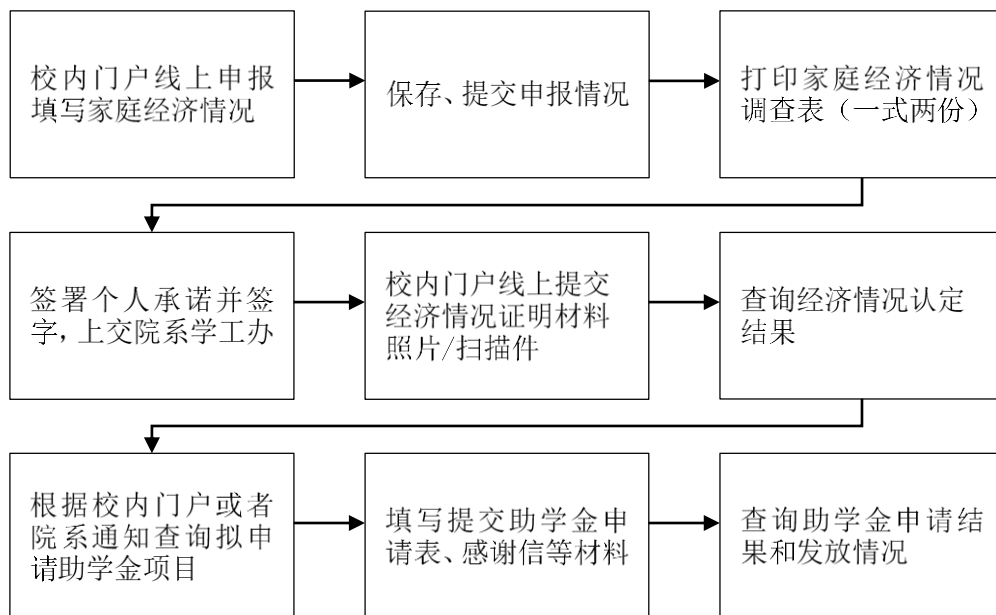 校内门户线上申报
填写家庭经济情况
保存、提交申报情况
打印家庭经济情况
调查表（一式两份）
签署个人承诺并签
字，上交院系学工办
校内门户线上提交
经济情况证明材料
照片/扫描件
查询经济情况认定
结果
根据校内门户或者
院系通知查询拟申
请助学金项目
填写提交助学金申
请表、感谢信等材料
查询助学金申请结
果和发放情况